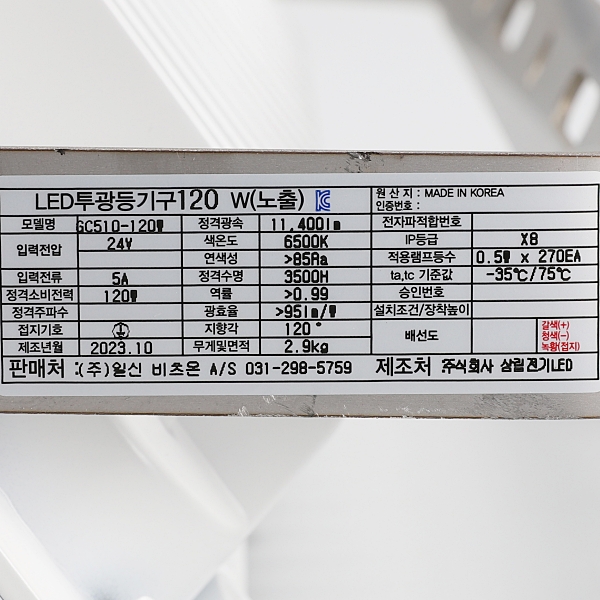 LED투광등기구120 W(노출)
원 산 지 : MADE IN KOREA
인증번호 :
모델명 GC510-120W 정격광속 11,400lm 전자파적합번호
입력전압 24V 색온도 6500K IP등급 X8
연색성 >85Ra 적용램프등수 0.5W x 270EA
입력전류 5A 정격수명 3500H ta,tc 기준값 -35℃/75℃
정격소비전력 120W 역률 >0.99 승인번호
정격주파수 광효율 >95lm/W 설치조건/장착높이
접지기호 지향각 120° 배선도 갈색(+)
청색(-)
녹황(접지)
제조년월 2023.10 무게및면적 2.9kg
판매처 :(주)일신 비츠온 A/S 031-298-5759 제조처 주식회사 삼립전기LED